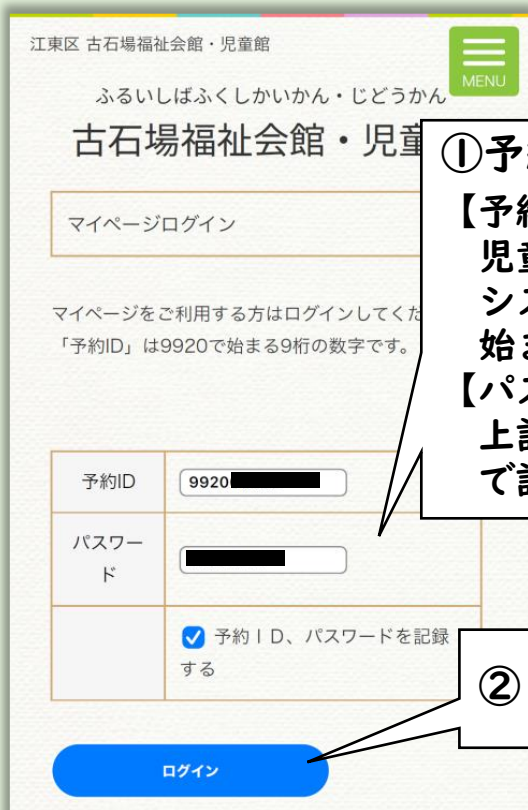 江東区 古石場福祉会館・児童館
MENU
ふるいしばふくしかいかん・じどうかん
古石場福祉会館・児童
①予
【予約
児童
シス
始ま
【パス
上記
で
マイページログイン
マイページをご利用する方はログインしてくだ
「予約ID」は9920で始まる9桁の数字です。
予約ID
9920
パスワー
ド
予約ID、パスワードを記録
する
②
ログイン